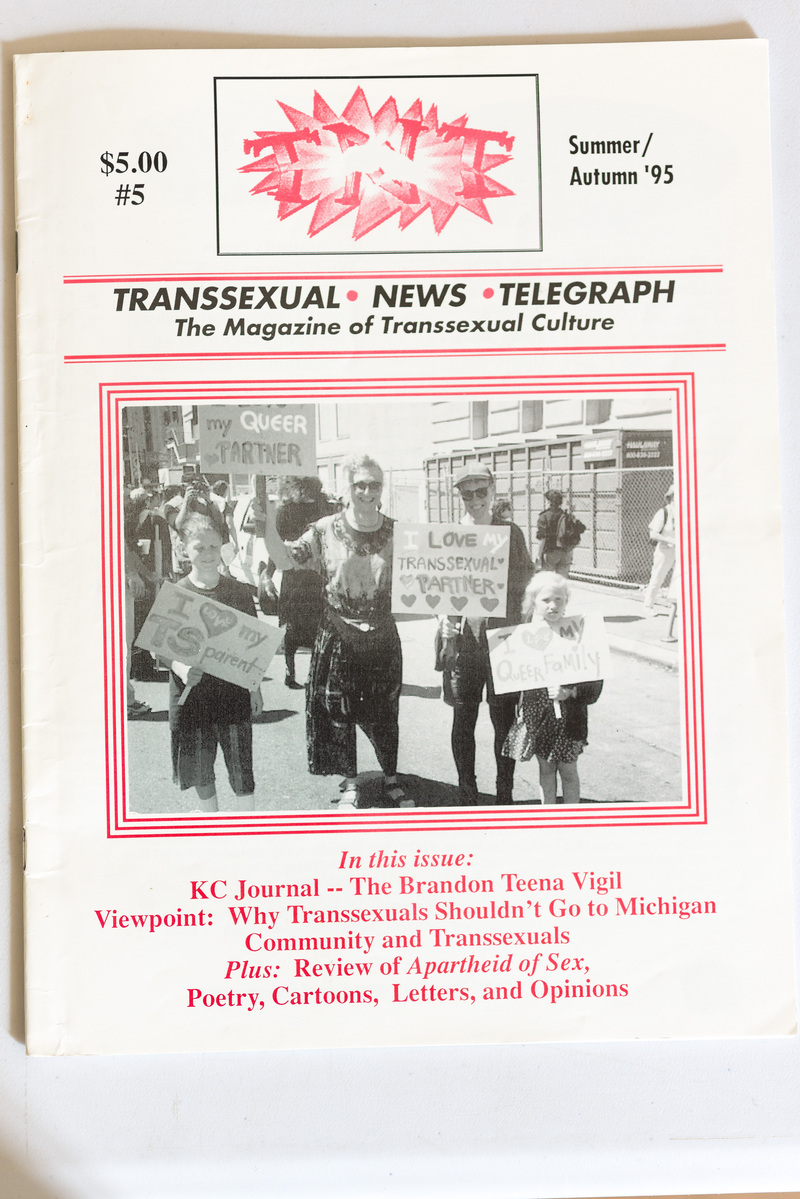 $5.00
#5
TNT
Summer/
Autumn '95
TRANSSEXUAL • NEWS • TELEGRAPH
The Magazine of Transsexual Culture
my QUEER
PARTNER
I LOVE MY
TRANSSEXUAL
PARTNER
I love my
TS parent
I MY
QUEER FAMILY
In this issue:
KC Journal -- The Brandon Teena Vigil
Viewpoint: Why Transsexuals Shouldn't Go to Michigan
Community and Transsexuals
Plus: Review of Apartheid of Sex,
Poetry, Cartoons, Letters, and Opinions